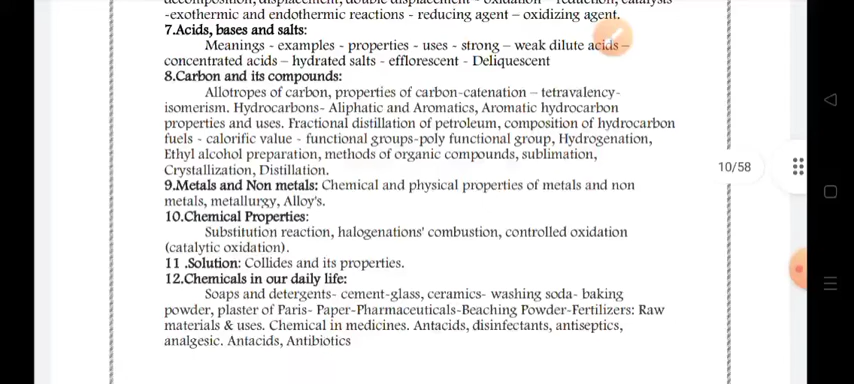 -exothermic and endothermic reactions - reducing agent – oxidizing agent.
7.Acids, bases and salts:
Meanings - examples - properties - uses - strong – weak dilute acids –
concentrated acids – hydrated salts - efflorescent - Deliquescent
8.Carbon and its compounds:
Allotropes of carbon, properties of carbon-catenation – tetravalency-
isomerism. Hydrocarbons- Aliphatic and Aromatics, Aromatic hydrocarbon
properties and uses. Fractional distillation of petroleum, composition of hydrocarbon
fuels - calorific value - functional groups-poly functional group, Hydrogenation,
Ethyl alcohol preparation, methods of organic compounds, sublimation,
Crystallization, Distillation.
9.Metals and Non metals: Chemical and physical properties of metals and non
metals, metallurgy, Alloy's.
10.Chemical Properties:
Substitution reaction, halogenations' combustion, controlled oxidation
(catalytic oxidation).
11 .Solution: Collides and its properties.
12.Chemicals in our daily life:
Soaps and detergents- cement-glass, ceramics- washing soda- baking
powder, plaster of Paris- Paper-Pharmaceuticals-Beaching Powder-Fertilizers: Raw
materials & uses. Chemical in medicines. Antacids, disinfectants, antiseptics,
analgesic. Antacids, Antibiotics
10/58